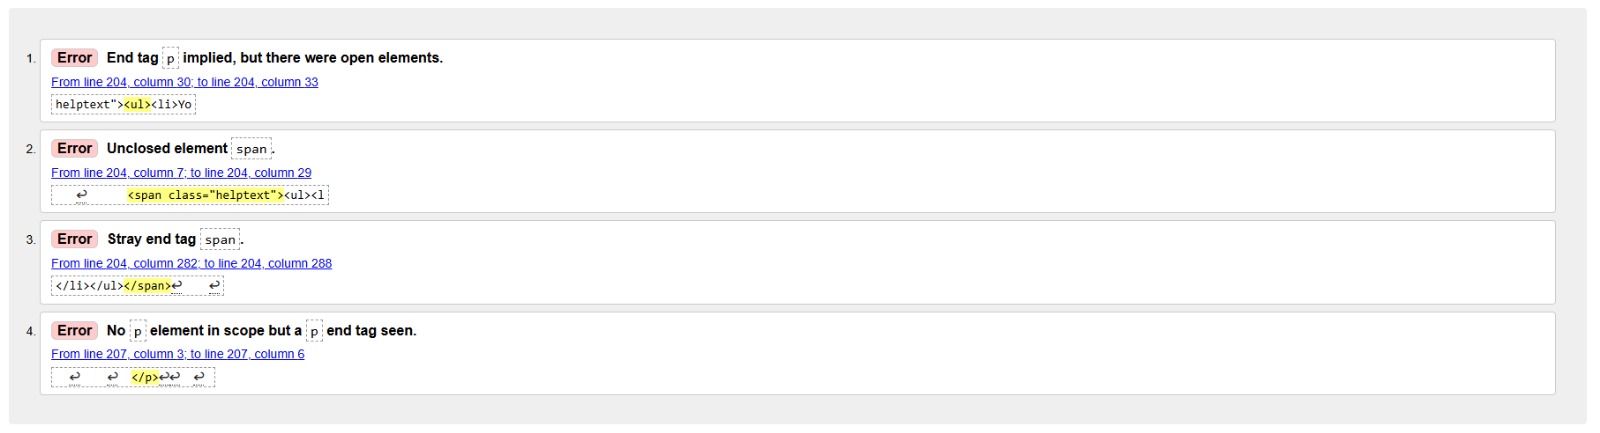 1. Error End tag p implied, but there were open elements.
From line 204, column 30; to line 204, column 33
helptext"><ul><li>Yo
2. Error Unclosed element span.
From line 204, column 7; to line 204, column 29
↩ <span class="helptext"><ul><l
3. Error Stray end tag span.
From line 204, column 282; to line 204, column 288
</li></ul></span>↩ ↩
4. Error No p element in scope but a p end tag seen.
From line 207, column 3; to line 207, column 6
↩ ↩ </p>↩↩ ↩